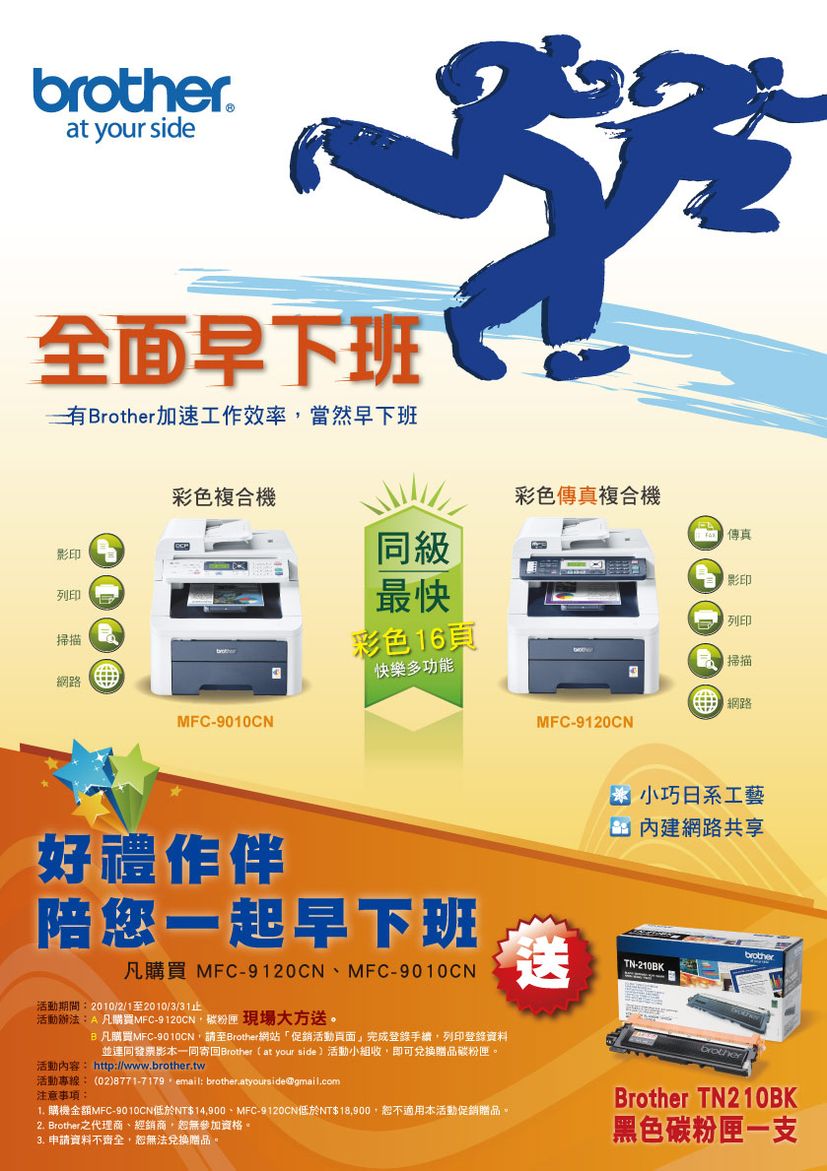 brother®
at your side
全面早下班
有Brother加速工作效率，當然早下班
彩色複合機
影印
列印
掃描
網路
MFC-9010CN
同級
最快
彩色16頁
快樂多功能
彩色傳真複合機
傳真
影印
列印
掃描
網路
MFC-9120CN
小巧日系工藝
內建網路共享
好禮作伴
陪您一起早下班
凡購買 MFC-9120CN、MFC-9010CN
送
活動期間：2010/2/1至2010/3/31止
活動辦法：A 凡購買MFC-9120CN，碳粉匣 現場大方送。
B 凡購買MFC-9010CN，請至Brother網站「促銷活動頁面」完成登錄手續，列印登錄資料
並連同發票影本一同寄回Brother〔at your side〕活動小組收，即可兌換贈品碳粉匣。
活動內容： http://www.brother.tw
活動專線：(02)8771-7179，email: brother.atyourside@gmail.com
注意事項：
1. 購機金額MFC-9010CN低於NT$14,900、MFC-9120CN低於NT$18,900，恕不適用本活動促銷贈品。
2. Brother之代理商、經銷商，恕無參加資格。
3. 申請資料不齊全，恕無法兌換贈品。
brother
TN-210BK
brother
Brother TN210BK
黑色碳粉匣一支